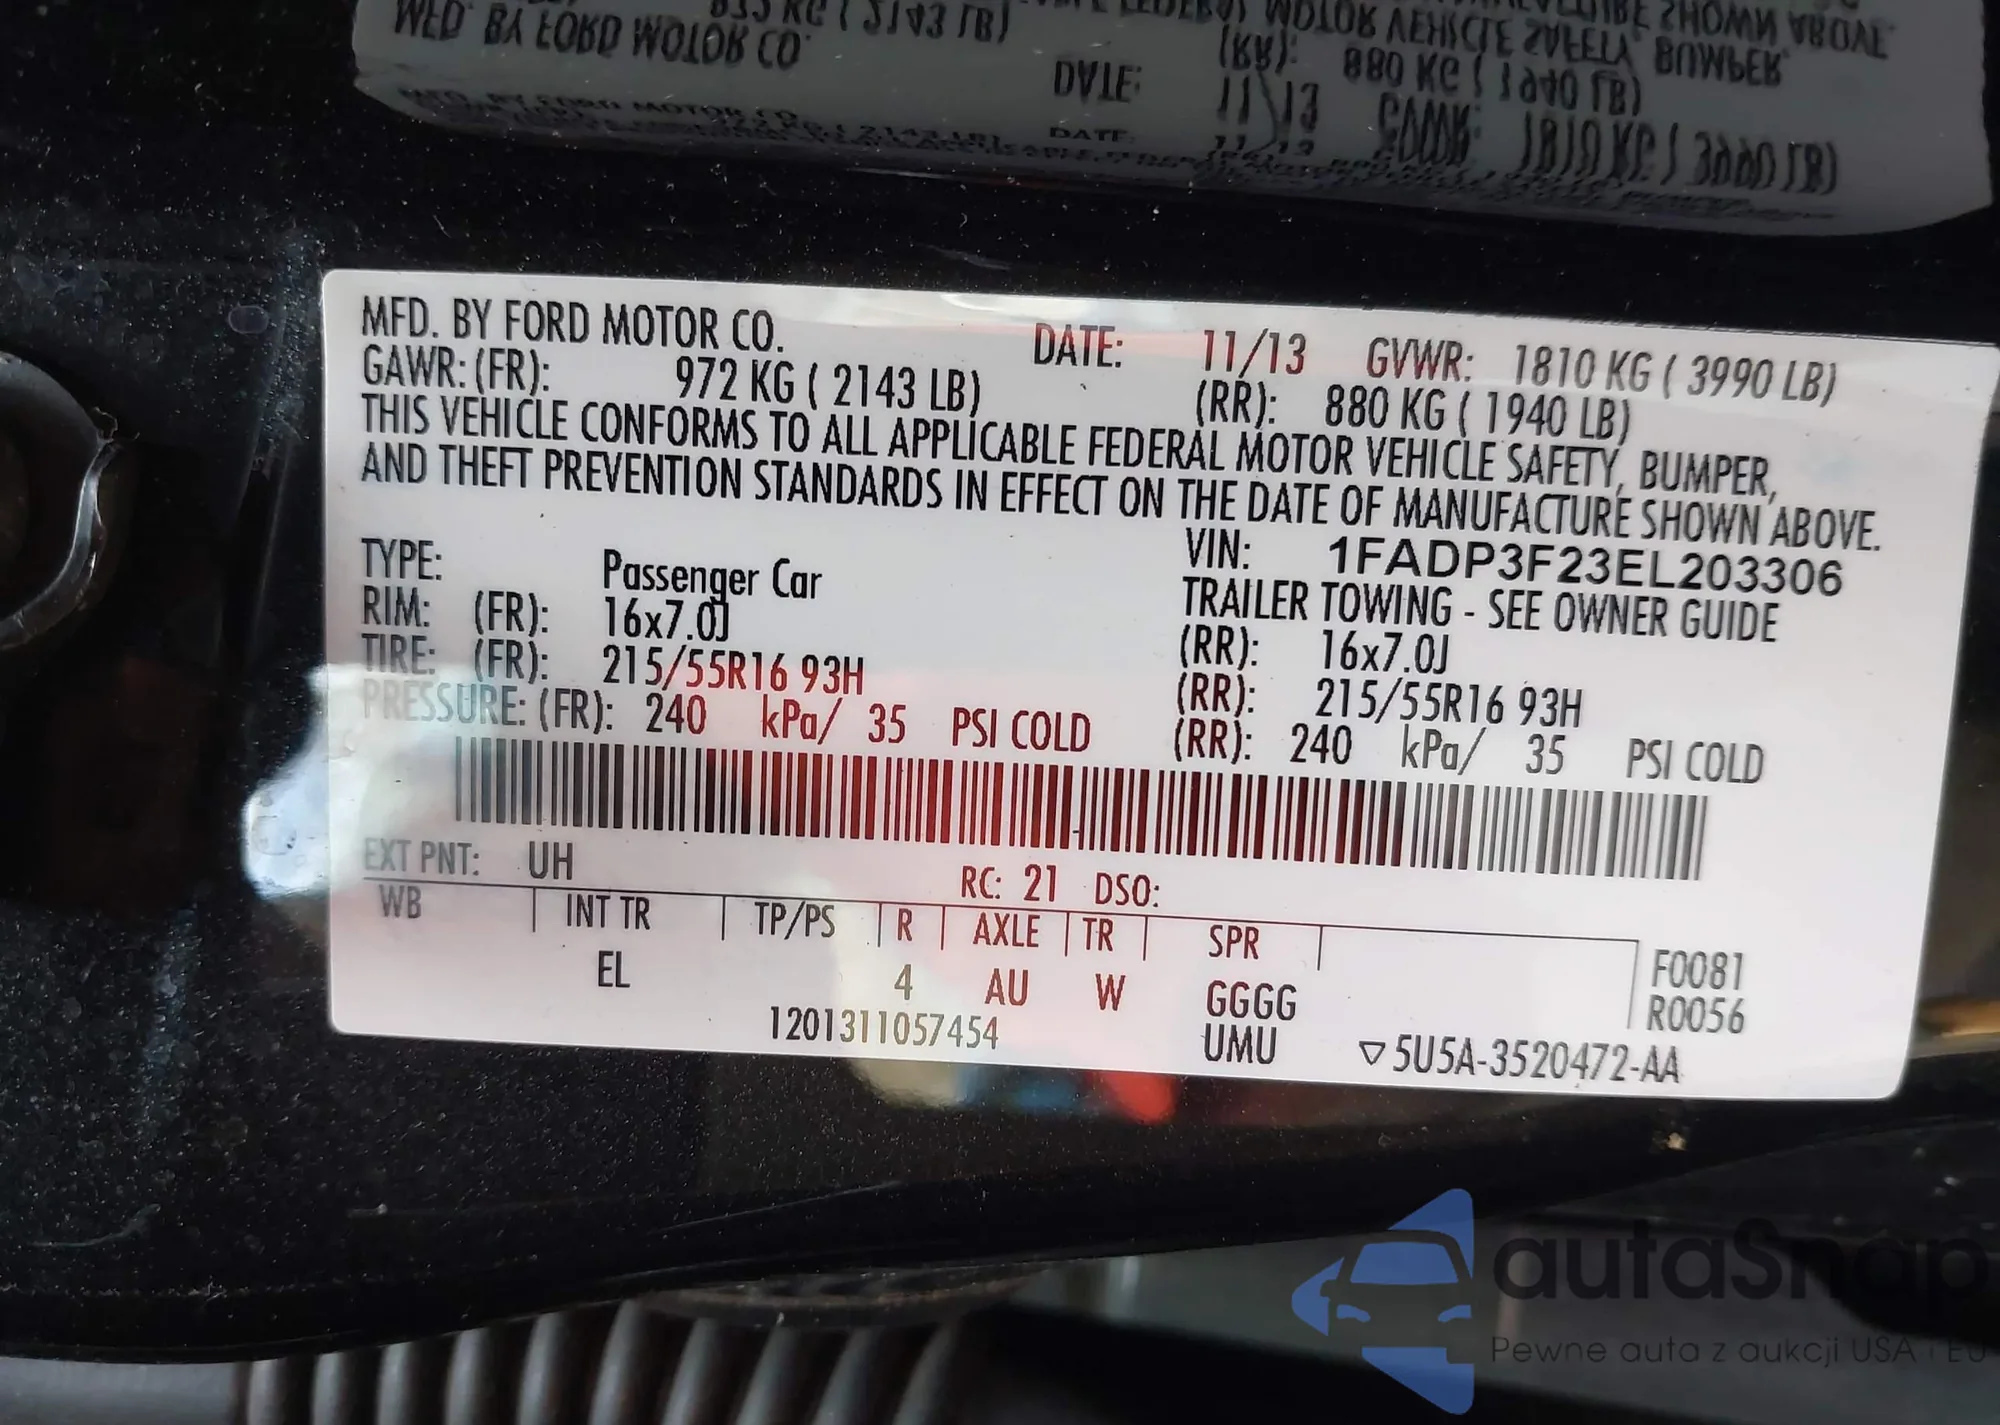 MFD. BY FORD MOTOR CO. DATE: 11/13 GVWR: 1810 KG ( 3990 LB)
GAWR: (FR): 972 KG ( 2143 LB) (RR): 880 KG ( 1940 LB)
THIS VEHICLE CONFORMS TO ALL APPLICABLE FEDERAL MOTOR VEHICLE SAFETY, BUMPER,
AND THEFT PREVENTION STANDARDS IN EFFECT ON THE DATE OF MANUFACTURE SHOWN ABOVE.
VIN: 1FADP3F23EL203306
TYPE: Passenger Car TRAILER TOWING - SEE OWNER GUIDE
RIM: (FR): 16x7.0J (RR): 16x7.0J
TIRE: (FR): 215/55R16 93H (RR): 215/55R16 93H
PRESSURE: (FR): 240 kPa/ 35 PSI COLD (RR): 240 kPa/ 35 PSI COLD
EXT PNT: UH RC: 21 DSO:
WB INT TR TP/PS R AXLE TR SPR F0081
EL 4 AU W GGGG R0056
1201311057454 UMU ▽5U5A-3520472-AA
autaSnap
Pewne auta z aukcji USA i EU